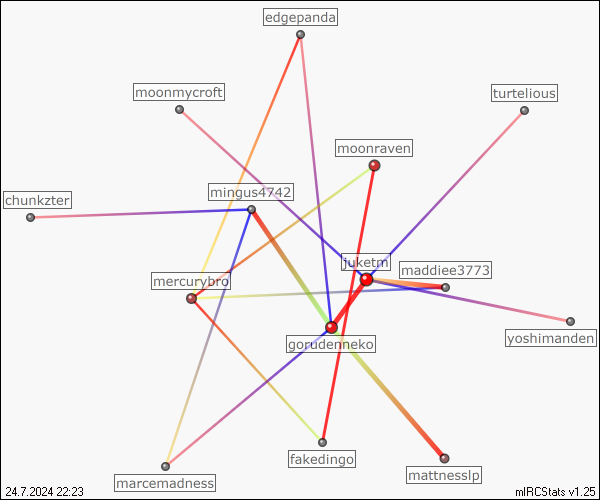 edgepanda
moonmycroft
turtelious
moonraven
mingus4742
chunkzter
juketm
maddiee3773
mercurybro
yoshimanden
gorudenneko
fakedingo
mattnesslp
marcemadness
24.7.2024 22:23
mIRCStats v1.25